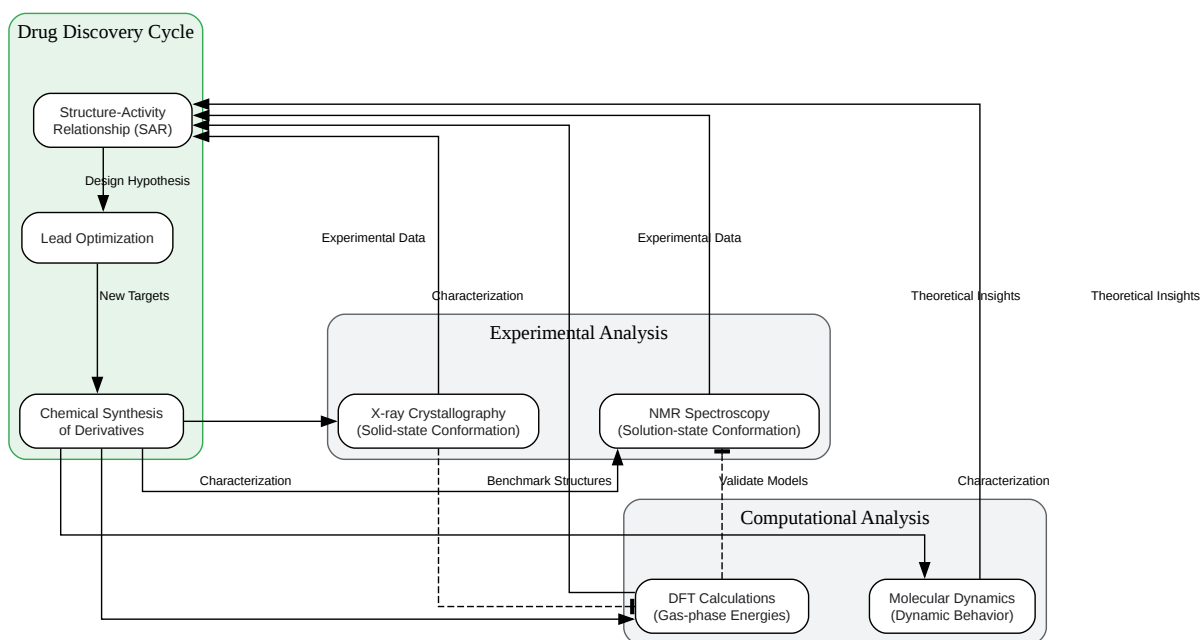 Drug Discovery Cycle
Structure-Activity
Relationship (SAR)
Design Hypothesis
Lead Optimization
Experimental Data
Experimental Data
New Targets
Characterization
Theoretical Insights
Theoretical Insights
Experimental Analysis
Chemical Synthesis
of Derivatives
X-ray Crystallography
(Solid-state Conformation)
NMR Spectroscopy
(Solution-state Conformation)
Characterization
Benchmark Structures
Validate Models
Characterization
Computational Analysis
DFT Calculations
(Gas-phase Energies)
Molecular Dynamics
(Dynamic Behavior)